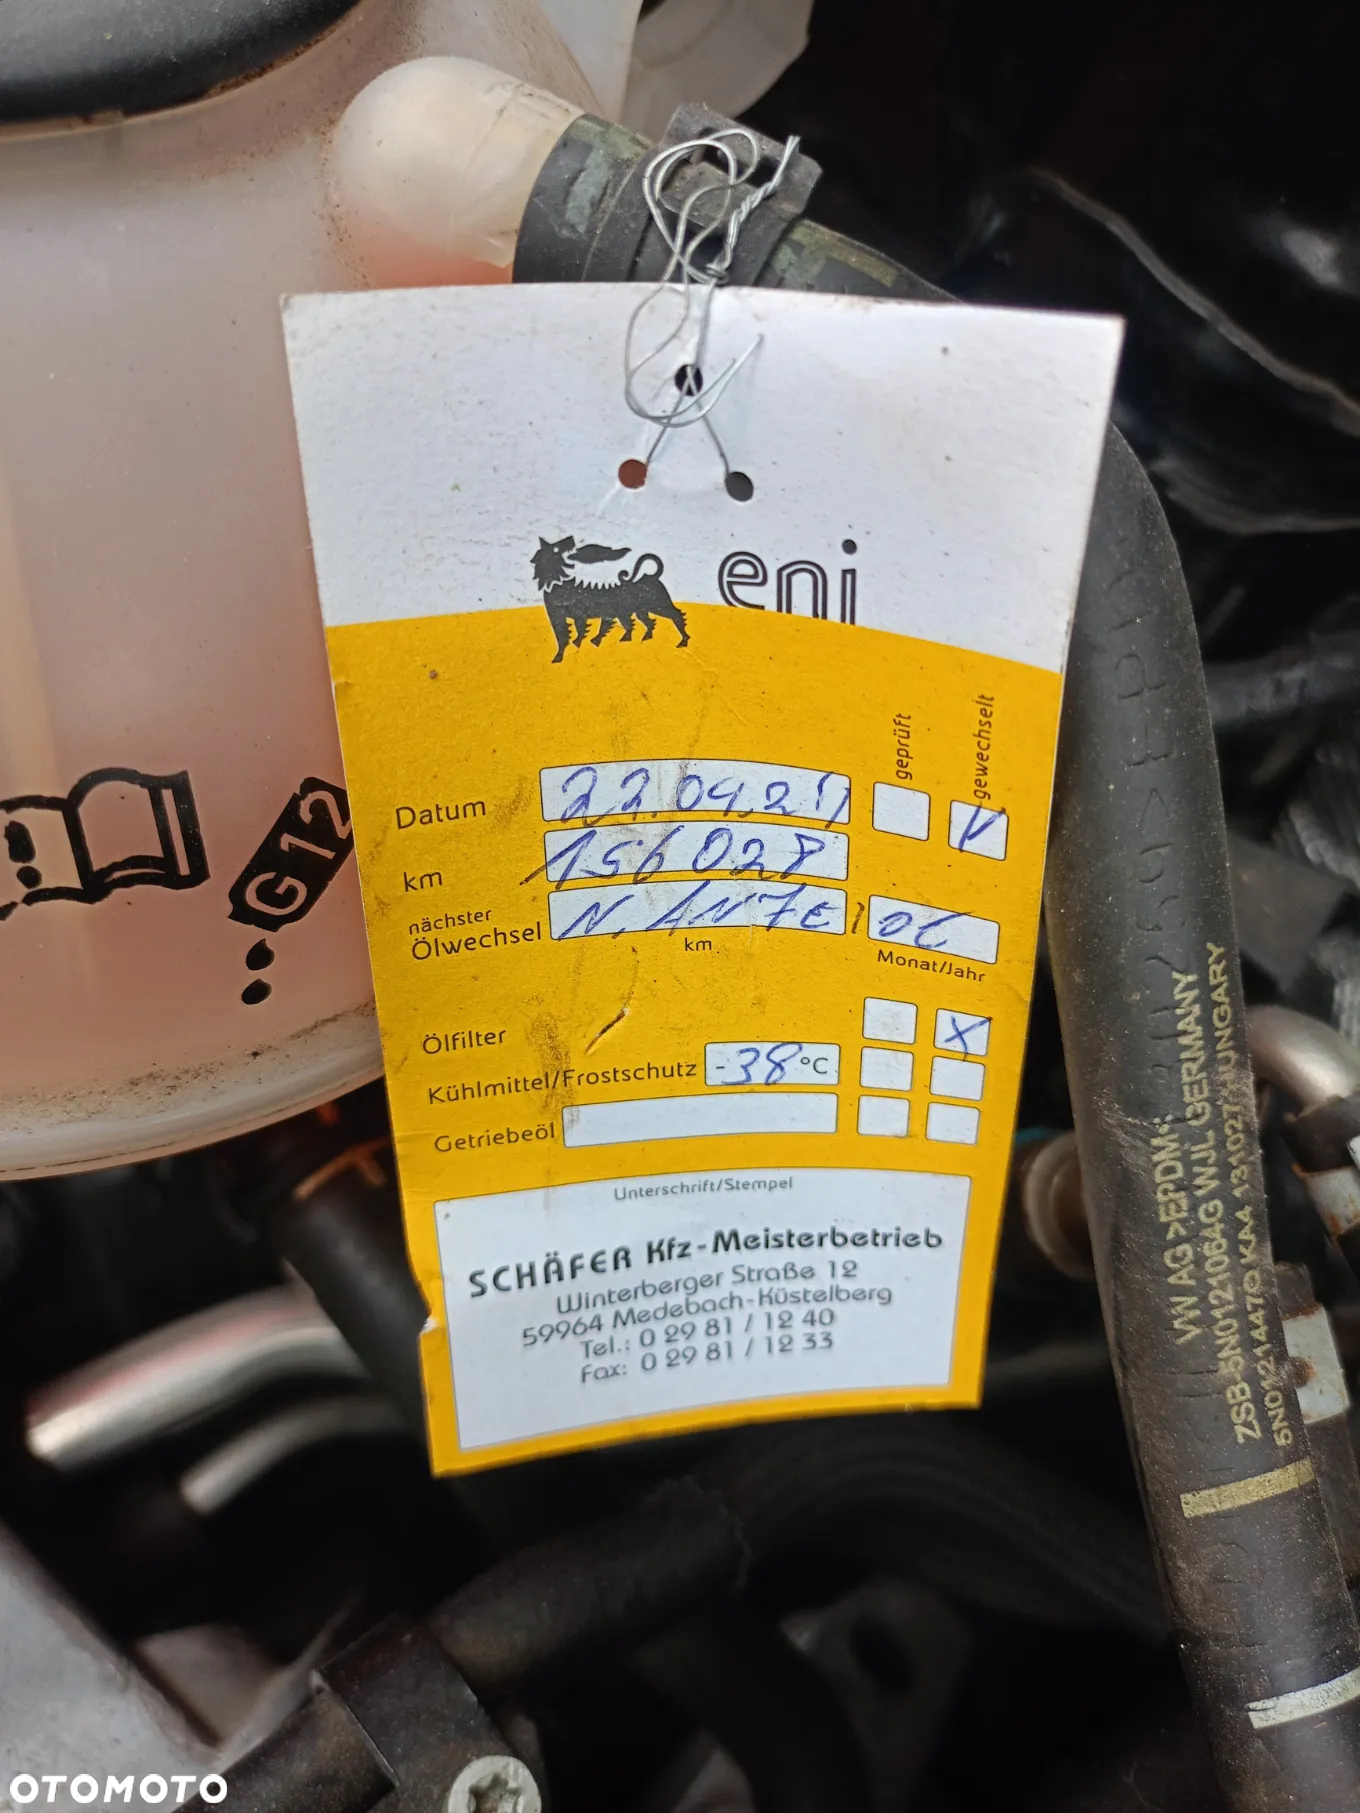 eni
geprüft
gewechselt
Datum 22.04.21
km 156028
nächster
Ölwechsel N. ANZEI
km
Monat/Jahr
Ölfilter X
Kühlmittel/Frostschutz -38 °C
Getriebeöl
Unterschrift/Stempel
SCHÄFER Kfz-Meisterbetrieb
Winterberger Straße 12
59964 Medebach-Küstelberg
Tel.: 0 29 81 / 12 40
Fax: 0 29 81 / 12 33
G12
VW AG >EPDM<
ZSB-5N0121064G WJL GERMANY
HUNGARY
OTOMOTO